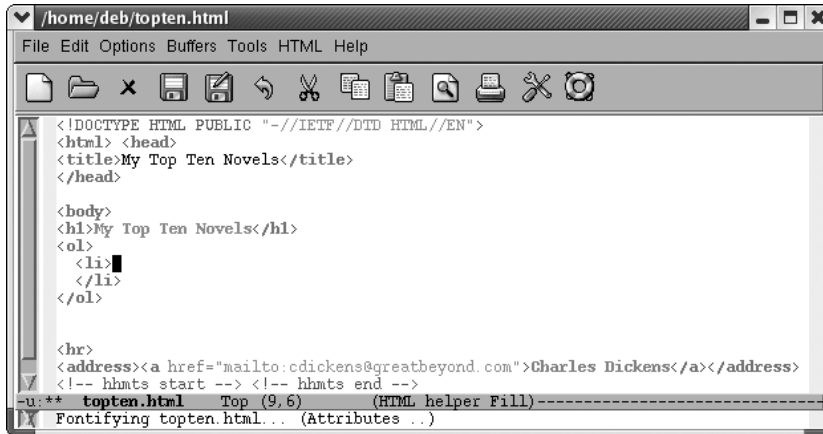 /home/deb/topten.html
File Edit Options Buffers Tools HTML Help
<!DOCTYPE HTML PUBLIC "-//IETF//DTD HTML//EN">
<html> <head>
<title>My Top Ten Novels</title>
</head>
<body>
<h1>My Top Ten Novels</h1>
<ol>
  <li>
  </li>
</ol>
<hr>
<address><a href="mailto:cdickens@greatbeyond.com">Charles Dickens</a></address>
<!-- hhmts start --> <!-- hhmts end -->
-u:**  topten.html    Top (9,6)      (HTML helper Fill)------------------------------
Fontifying topten.html... (Attributes ..)